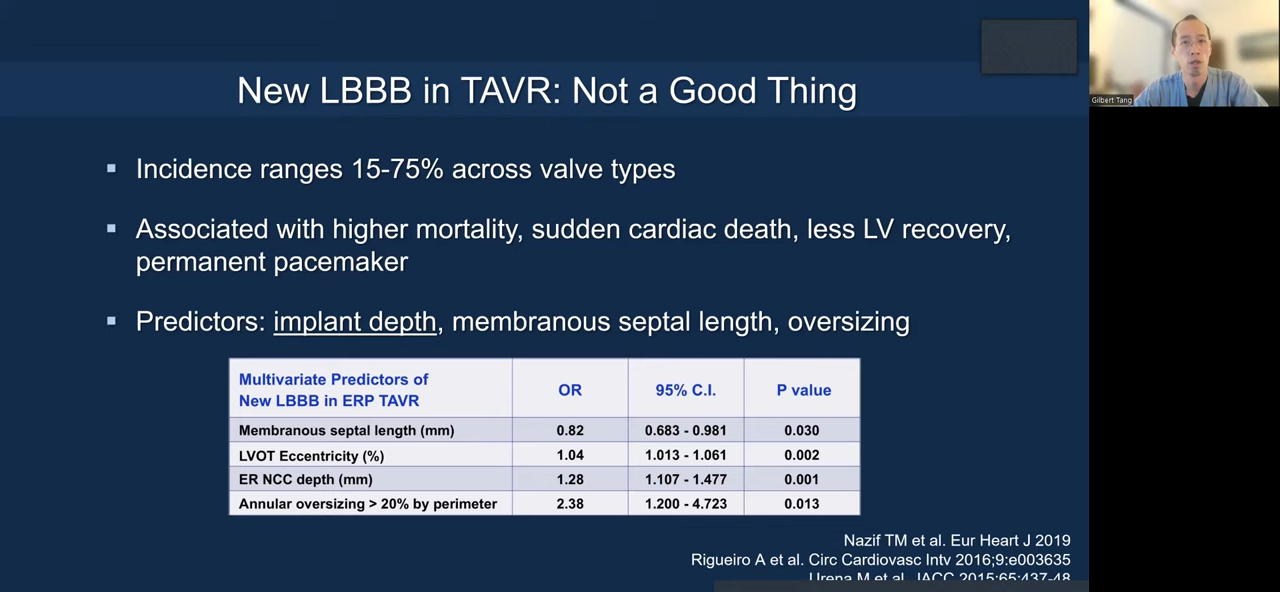 New LBBB in TAVR: Not a Good Thing
Gilbert Tang
▪ Incidence ranges 15-75% across valve types
▪ Associated with higher mortality, sudden cardiac death, less LV recovery,
permanent pacemaker
▪ Predictors: implant depth, membranous septal length, oversizing
Multivariate Predictors of
New LBBB in ERP TAVR OR 95% C.I. P value
Membranous septal length (mm) 0.82 0.683 - 0.981 0.030
LVOT Eccentricity (%) 1.04 1.013 - 1.061 0.002
ER NCC depth (mm) 1.28 1.107 - 1.477 0.001
Annular oversizing > 20% by perimeter 2.38 1.200 - 4.723 0.013
Nazif TM et al. Eur Heart J 2019
Rigueiro A et al. Circ Cardiovasc Intv 2016;9:e003635
Urena M et al. JACC 2015;65:437-48